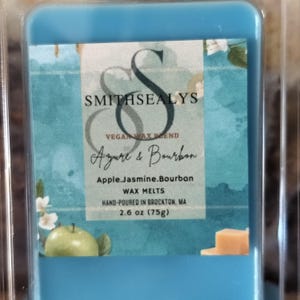 SS
SMITHSEALYS
VEGAN WAX BLEND
Azure & Bourbon
Apple.Jasmine.Bourbon
WAX MELTS
HAND-POURED IN BROCKTON, MA
2.6 oz (75g)